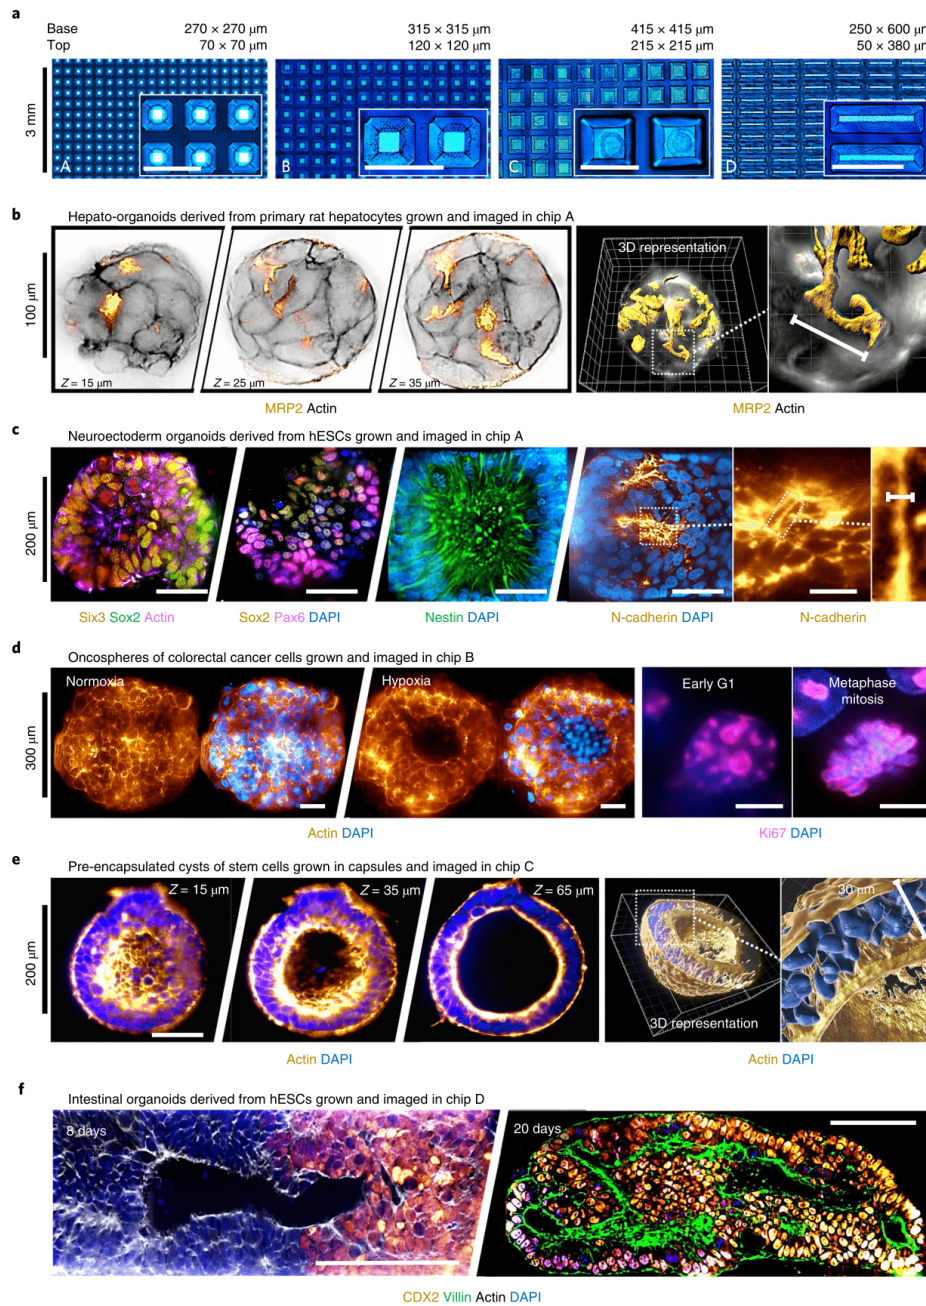 a
Base 270 × 270 μm 315 × 315 μm 415 × 415 μm 250 × 600 μm
Top 70 × 70 μm 120 × 120 μm 215 × 215 μm 50 × 380 μm
3 mm
A B C D
b
Hepato-organoids derived from primary rat hepatocytes grown and imaged in chip A
100 μm
3D representation
Z = 15 μm Z = 25 μm Z = 35 μm
MRP2 Actin MRP2 Actin
c
Neuroectoderm organoids derived from hESCs grown and imaged in chip A
200 μm
Six3 Sox2 Actin Sox2 Pax6 DAPI Nestin N-cadherin DAPI N-cadherin
d
Oncospheres of colorectal cancer cells grown and imaged in chip B
300 μm
Normoxia Hypoxia Early G1 Metaphase
mitosis
Actin DAPI Ki67 DAPI
e
Pre-encapsulated cysts of stem cells grown in capsules and imaged in chip C
200 μm
Z = 15 μm Z = 35 μm Z = 65 μm 30 μm
3D representation
Actin DAPI Actin DAPI
f
Intestinal organoids derived from hESCs grown and imaged in chip D
8 days 20 days
CDX2 Villin Actin DAPI